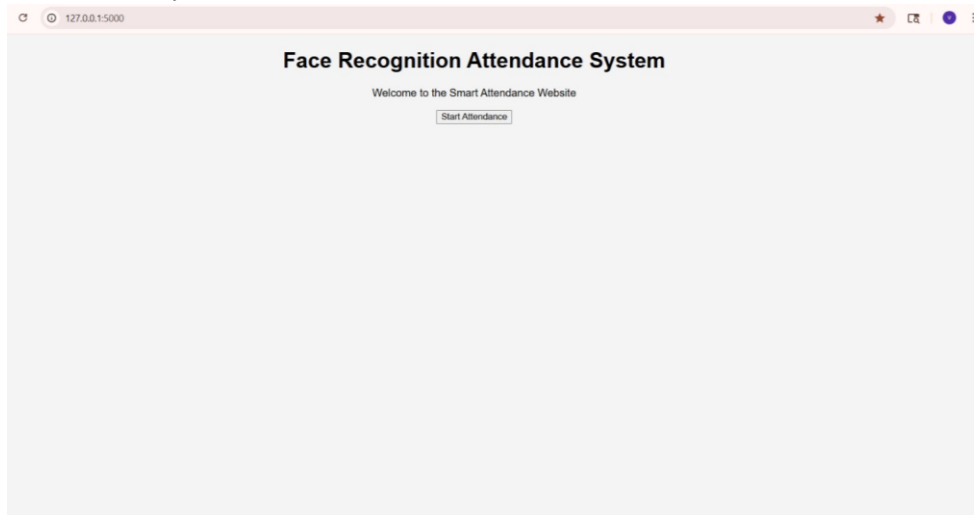 127.0.0.1:5000
Face Recognition Attendance System
Welcome to the Smart Attendance Website
Start Attendance